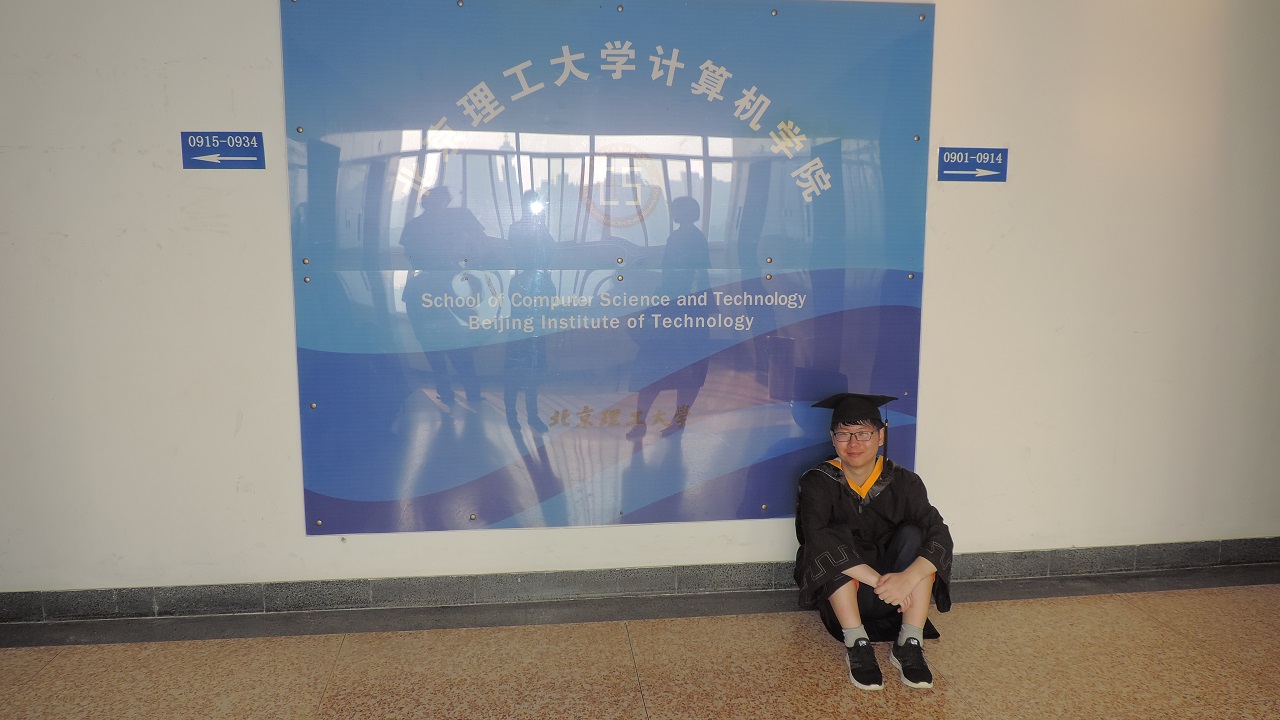 理工大学计算机学院
0915-0934
0901-0914
School of Computer Science and Technology
Beijing Institute of Technology
北京理工大学